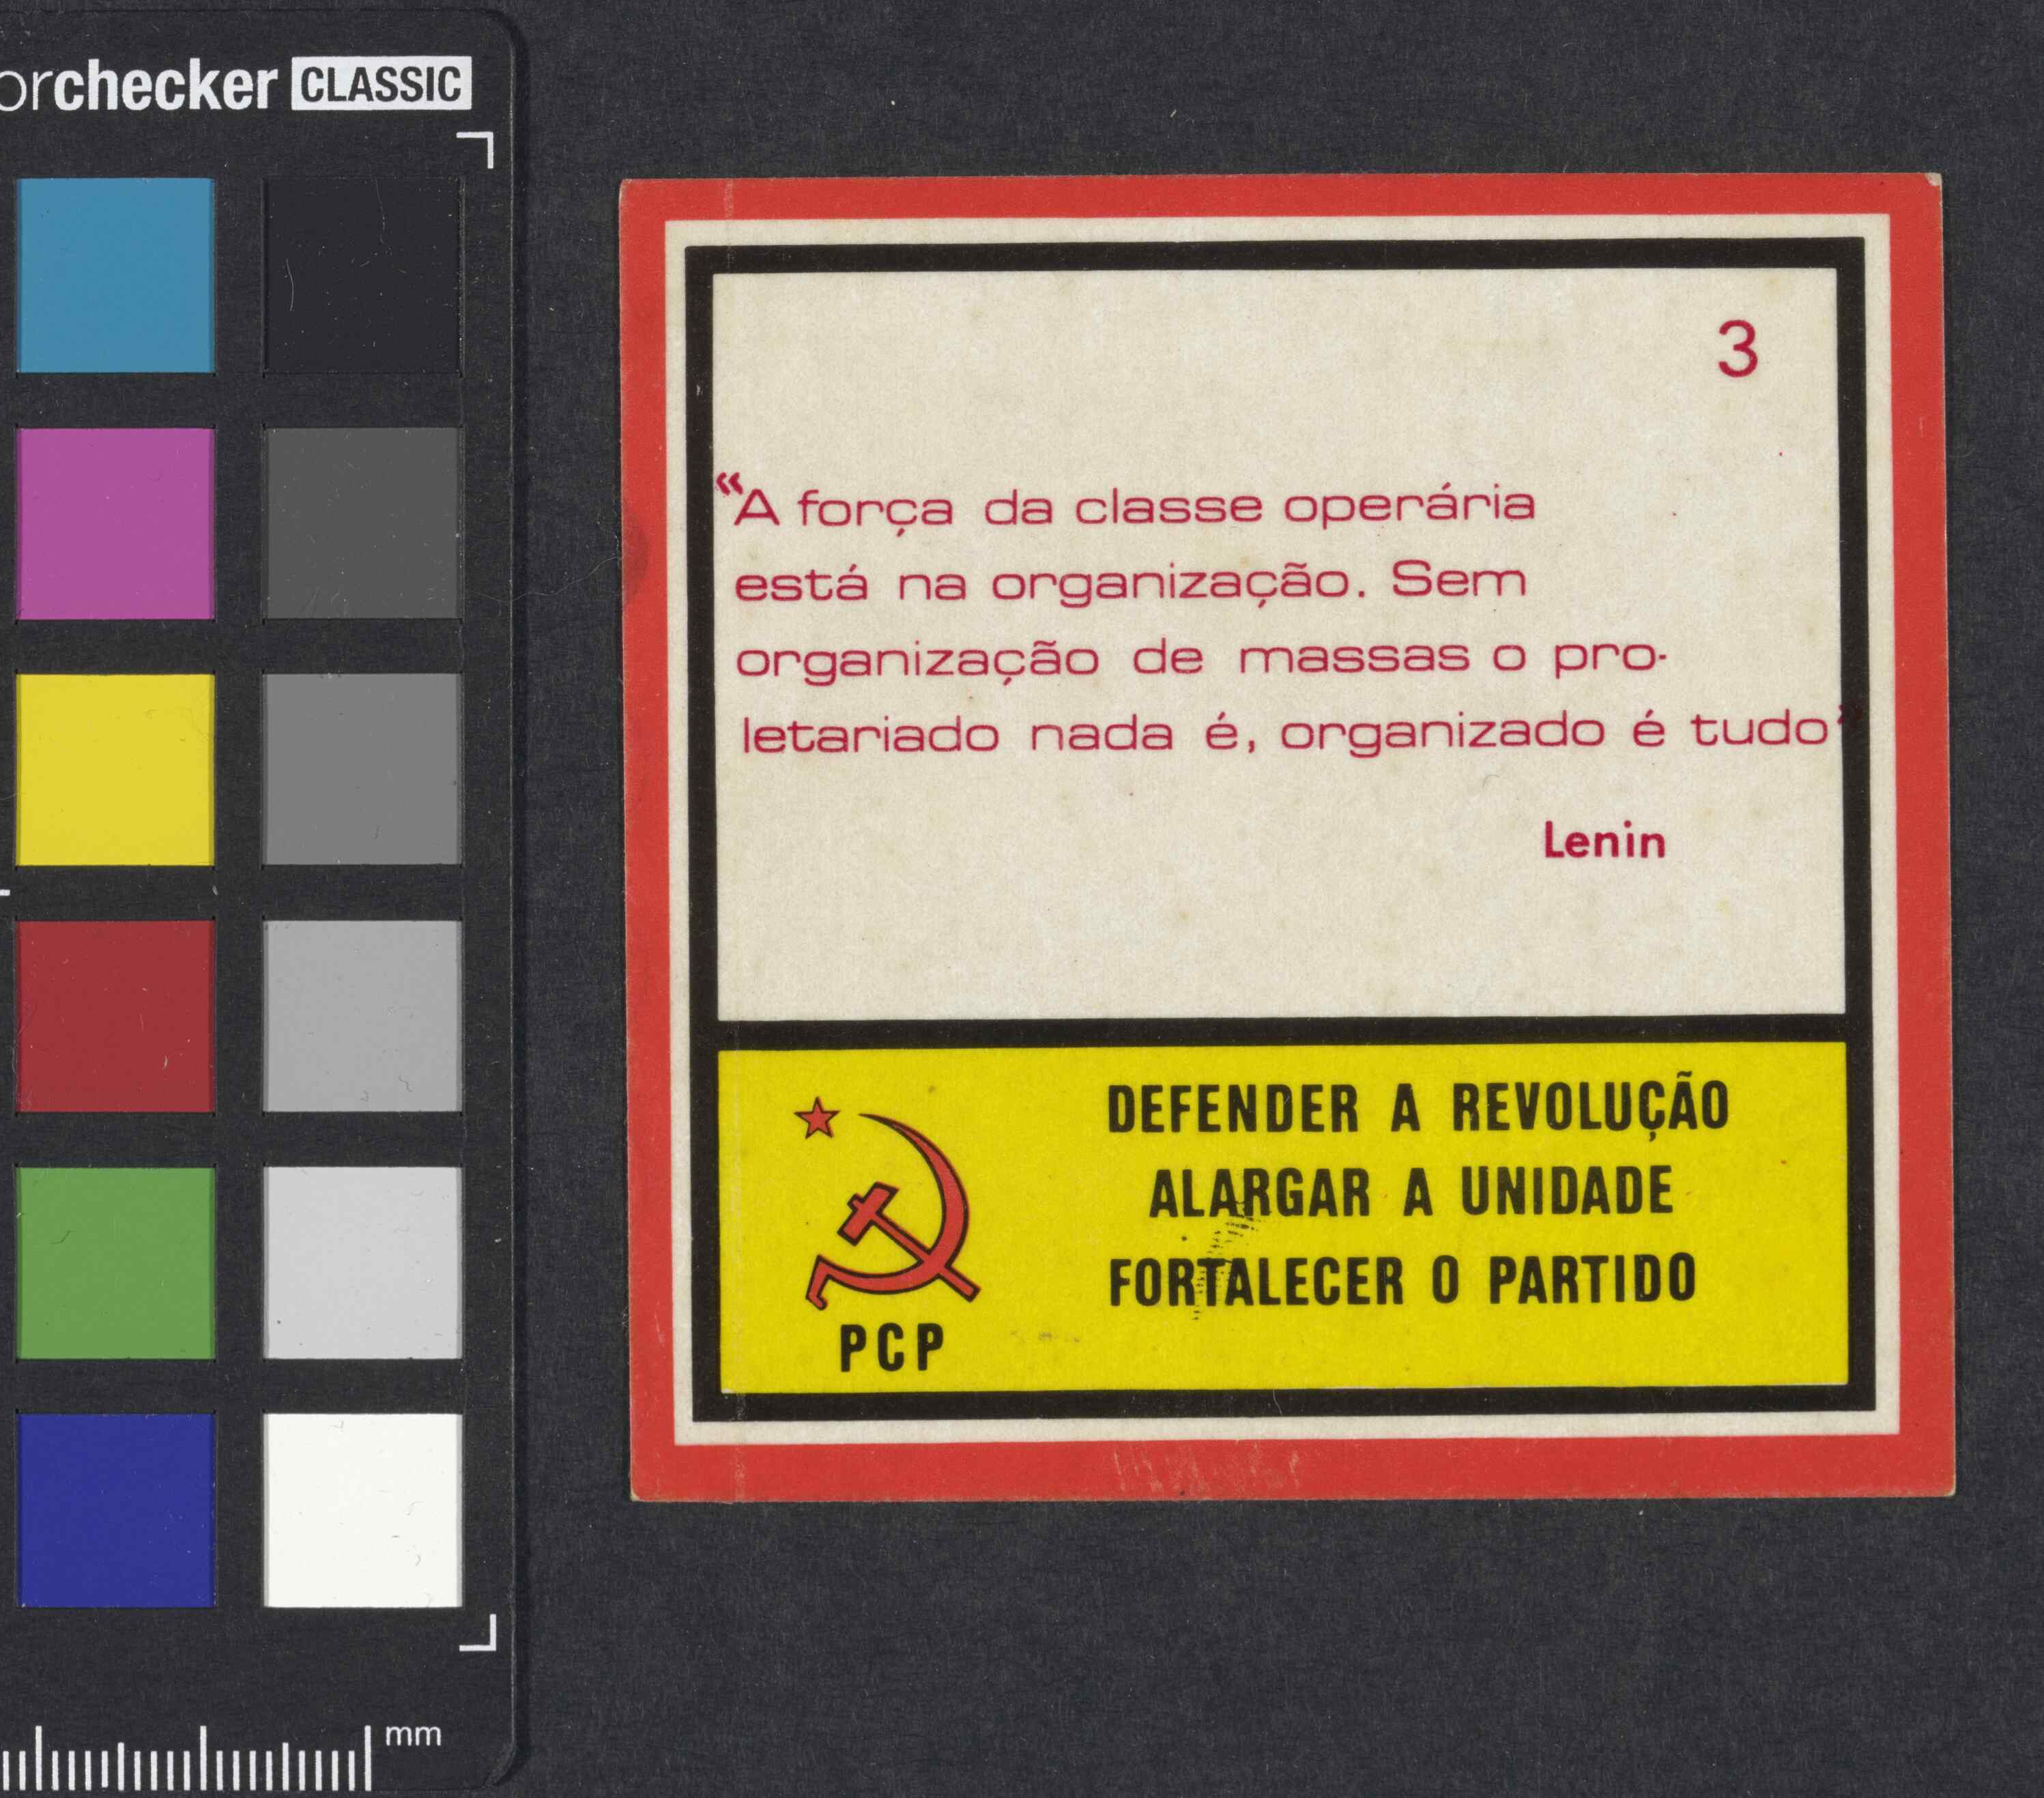 orchecker CLASSIC
3
“A força da classe operária
está na organização. Sem
organização de massas o pro-
letariado nada é, organizado é tudo”
Lenin
DEFENDER A REVOLUÇÃO
ALARGAR A UNIDADE
FORTALECER O PARTIDO
PCP
mm